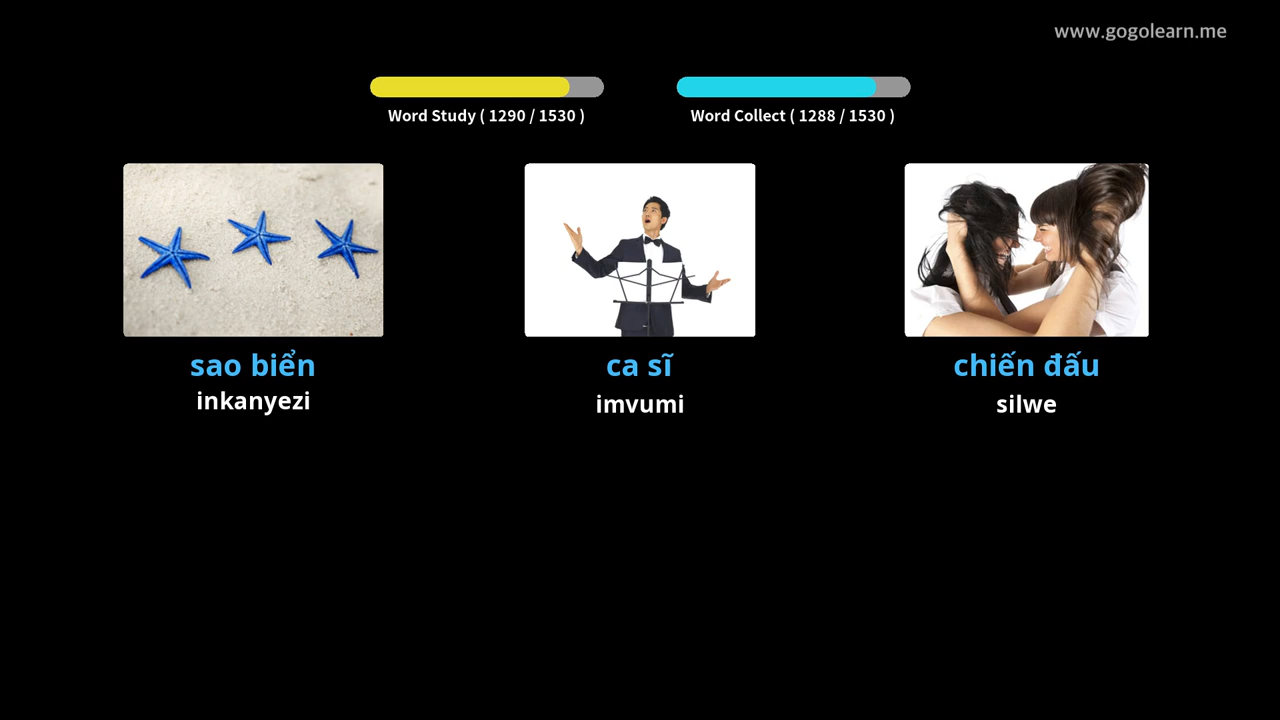 www.gogolearn.me
Word Study ( 1290 / 1530 )
Word Collect ( 1288 / 1530 )
sao biển
inkanyezi
ca sĩ
imvumi
chiến đấu
silwe